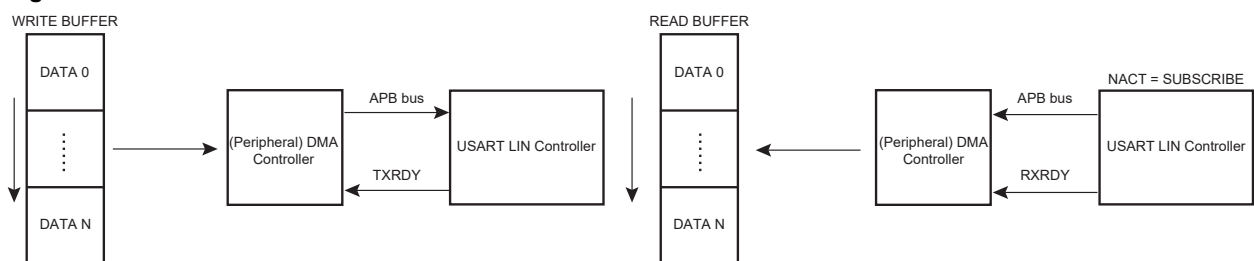 WRITE BUFFER
DATA 0
DATA N
(Peripheral) DMA
Controller
APB bus
TXRDY
USART LIN Controller
READ BUFFER
DATA 0
DATA N
(Peripheral) DMA
Controller
NACT = SUBSCRIBE
APB bus
RXRDY
USART LIN Controller